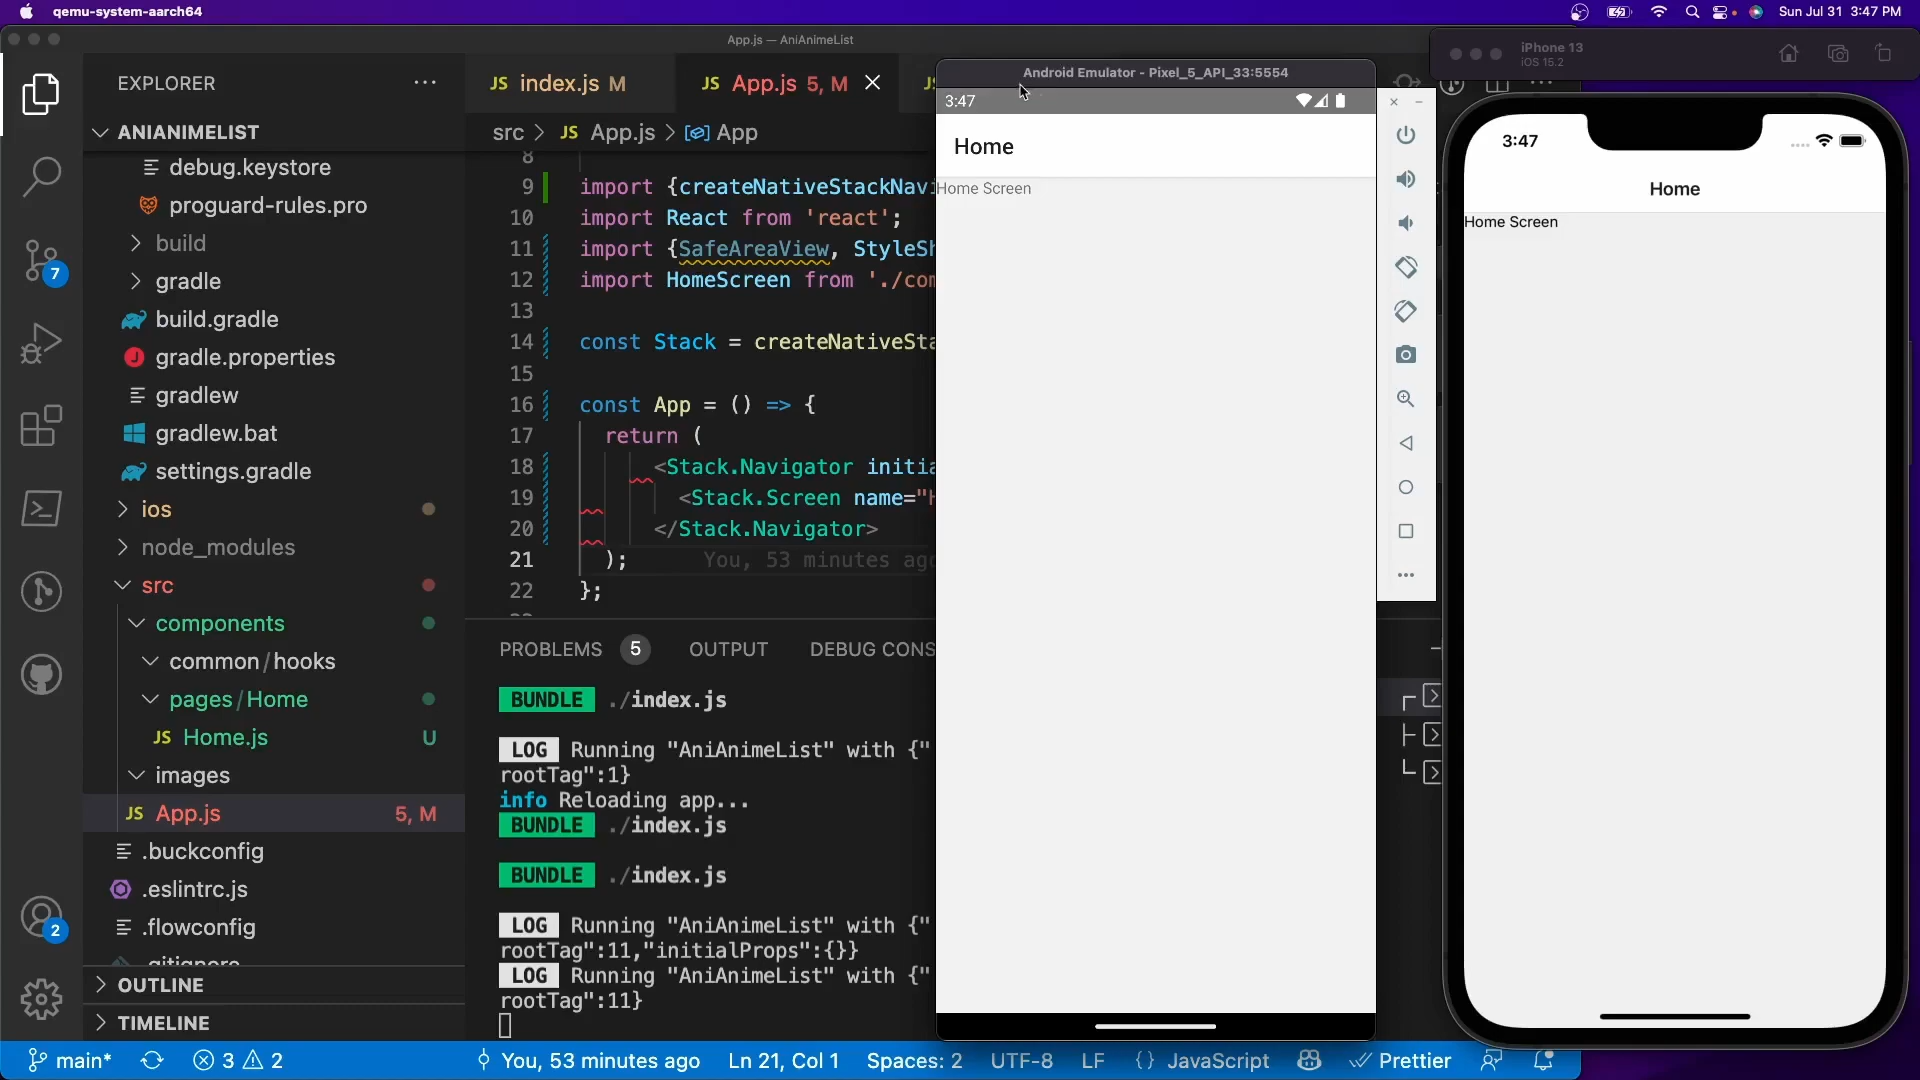 qemu-system-aarch64
Sun Jul 31 3:47 PM
App.js — AniAnimeList
EXPLORER
ANIANIMELIST
debug.keystore
proguard-rules.pro
build
gradle
build.gradle
gradle.properties
gradlew
gradlew.bat
settings.gradle
ios
node_modules
src
components
common/hooks
pages/Home
JS Home.js U
images
JS App.js 5, M
.buckconfig
.eslintrc.js
.flowconfig
.gitignore
OUTLINE
TIMELINE
7
2
JS index.js M
JS App.js 5, M
src > JS App.js > App
8
9 import {createNativeStackNavi
10 import React from 'react';
11 import {SafeAreaView, StyleSh
12 import HomeScreen from './com
13
14 const Stack = createNativeSta
15
16 const App = () => {
17 return (
18 <Stack.Navigator initia
19 <Stack.Screen name="H
20 </Stack.Navigator>
21 ); You, 53 minutes ago
22 };
PROBLEMS 5 OUTPUT DEBUG CONS
BUNDLE ./index.js
LOG Running "AniAnimeList" with {"
rootTag":1}
info Reloading app...
BUNDLE ./index.js
BUNDLE ./index.js
LOG Running "AniAnimeList" with {"
rootTag":11,"initialProps":{}}
LOG Running "AniAnimeList" with {"
rootTag":11}
Android Emulator - Pixel_5_API_33:5554
3:47
Home
Home Screen
iPhone 13
iOS 15.2
3:47
Home
Home Screen
main* 3 2 You, 53 minutes ago Ln 21, Col 1 Spaces: 2 UTF-8 LF {} JavaScript Prettier